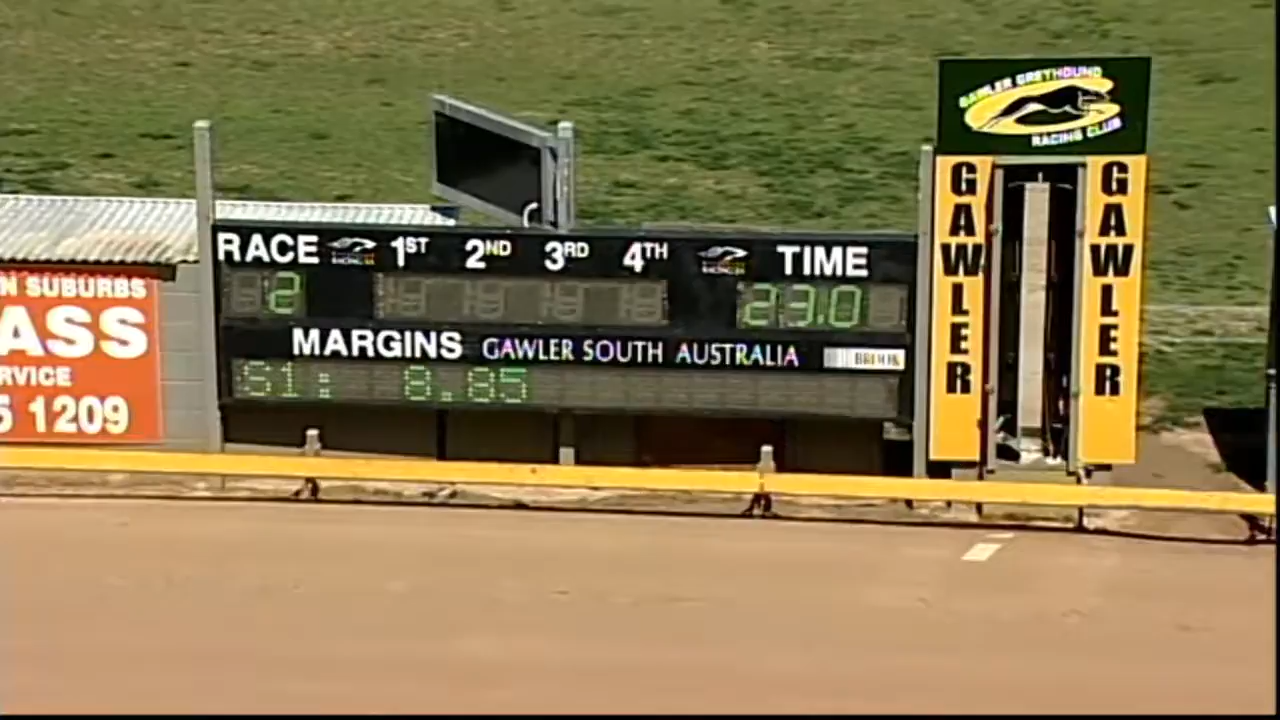 GAWLER GREYHOUND
RACING CLUB
GAWLER
GAWLER
RACE 1ST 2ND 3RD 4TH TIME
2 23.0
MARGINS GAWLER SOUTH AUSTRALIA
S1: 8.85
N SUBURBS
ASS
RVICE
5 1209